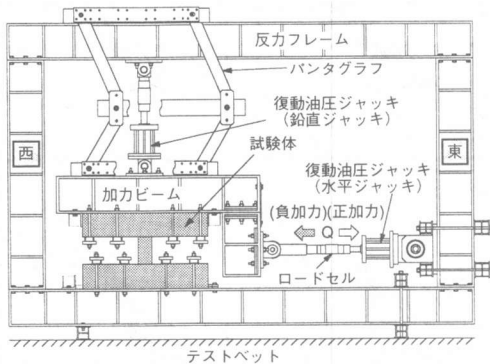 反力フレーム
パンタグラフ
復動油圧ジャッキ
(鉛直ジャッキ)
試験体
西
東
復動油圧ジャッキ
(水平ジャッキ)
加力ビーム
(負加力)(正加力)
Q
ロードセル
テストベット